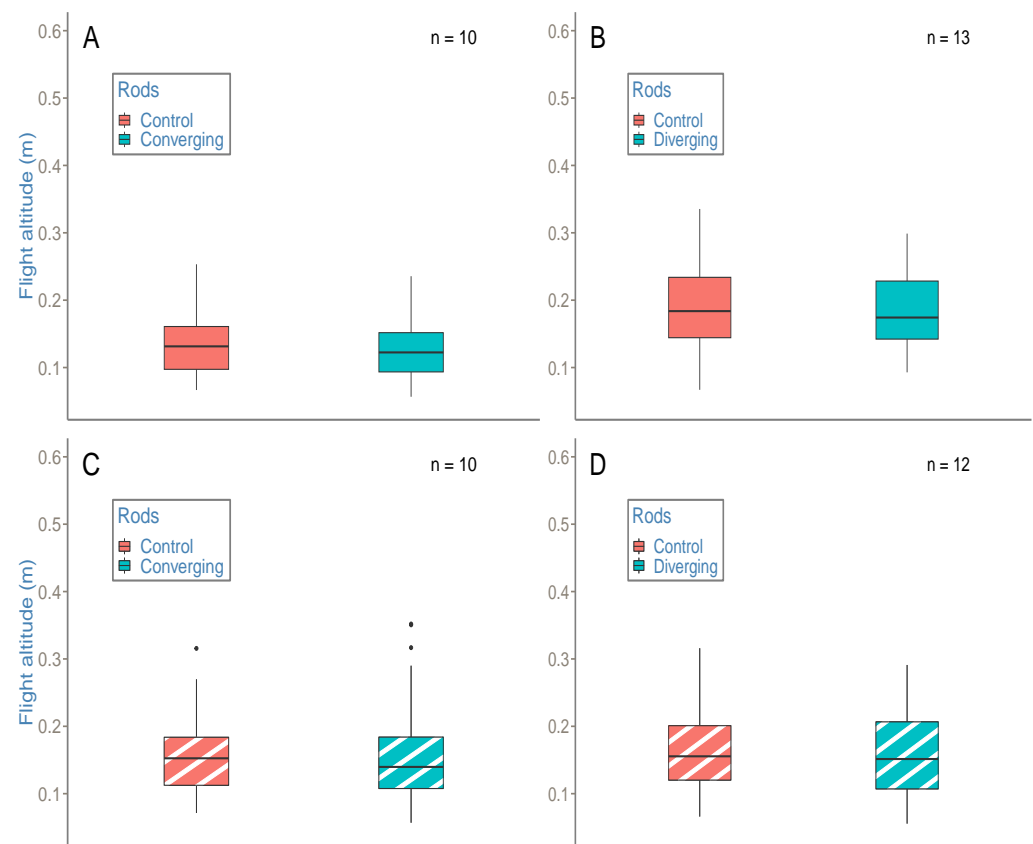 A
n = 10
0.6
0.5
0.4
0.3
0.2
0.1
Flight altitude (m)
Rods
Control
Converging
B
n = 13
0.6
0.5
0.4
0.3
0.2
0.1
Rods
Control
Diverging
C
n = 10
0.6
0.5
0.4
0.3
0.2
0.1
Flight altitude (m)
Rods
Control
Converging
D
n = 12
0.6
0.5
0.4
0.3
0.2
0.1
Rods
Control
Diverging